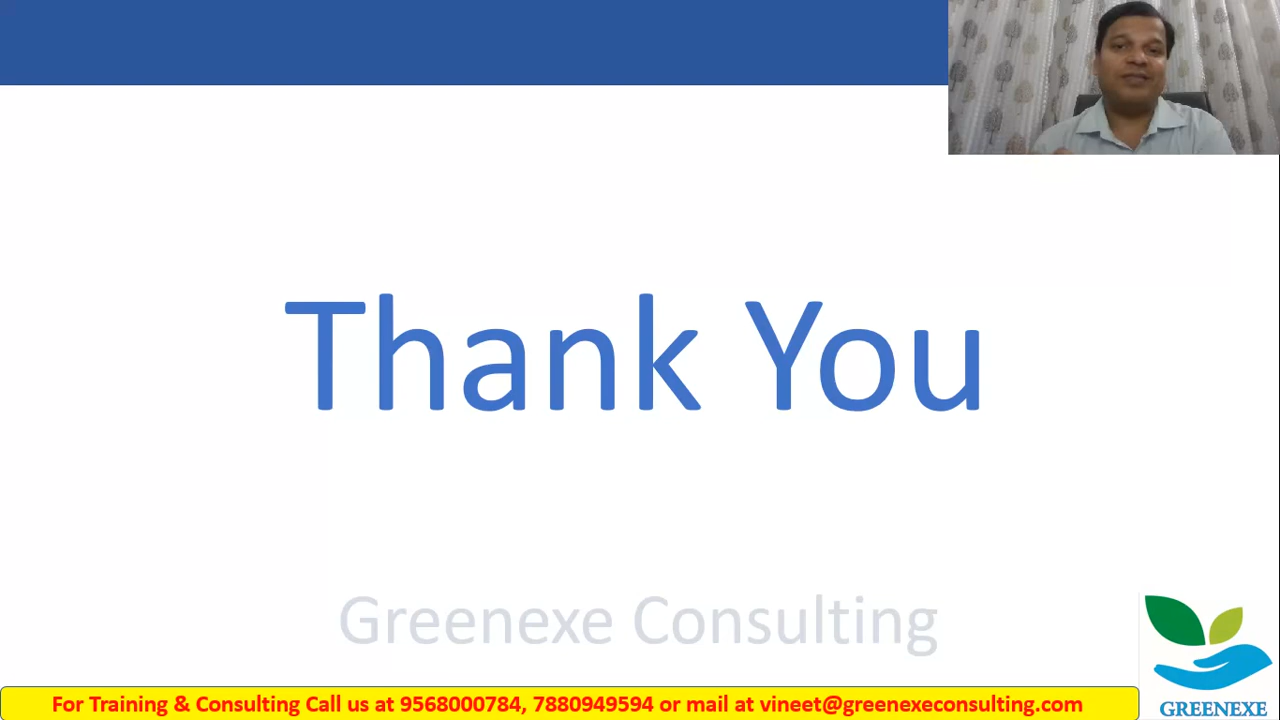 Thank You
Greenexe Consulting
For Training & Consulting Call us at 9568000784, 7880949594 or mail at vineet@greenexeconsulting.com
GREENEXE